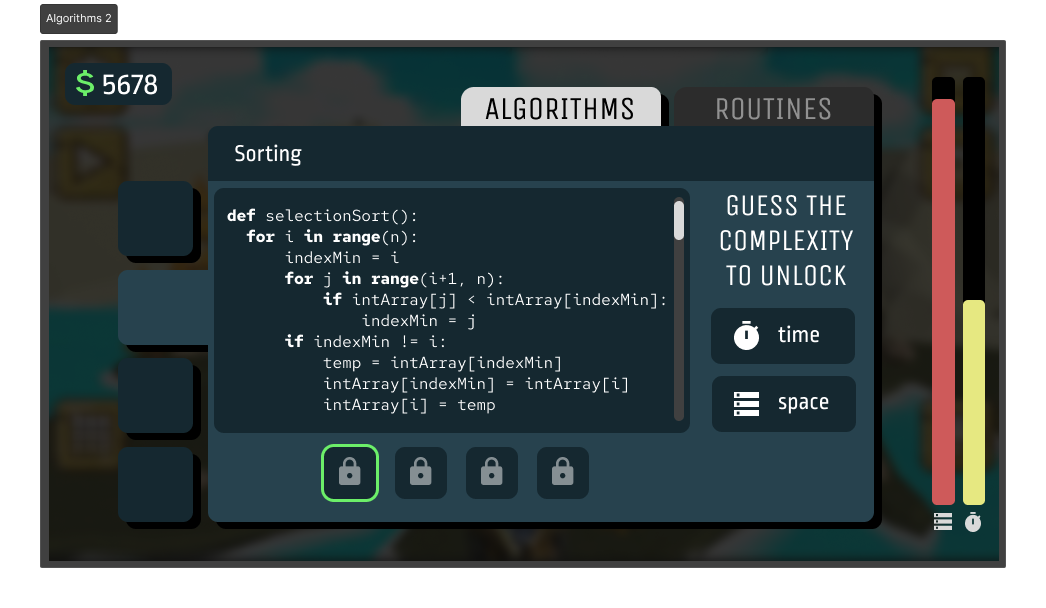 Algorithms 2
$ 5678
ALGORITHMS
ROUTINES
Sorting
def selectionSort():
for i in range(n):
indexMin = i
for j in range(i+1, n):
if intArray[j] < intArray[indexMin]:
indexMin = j
if indexMin != i:
temp = intArray[indexMin]
intArray[indexMin] = intArray[i]
intArray[i] = temp
GUESS THE
COMPLEXITY
TO UNLOCK
time
space